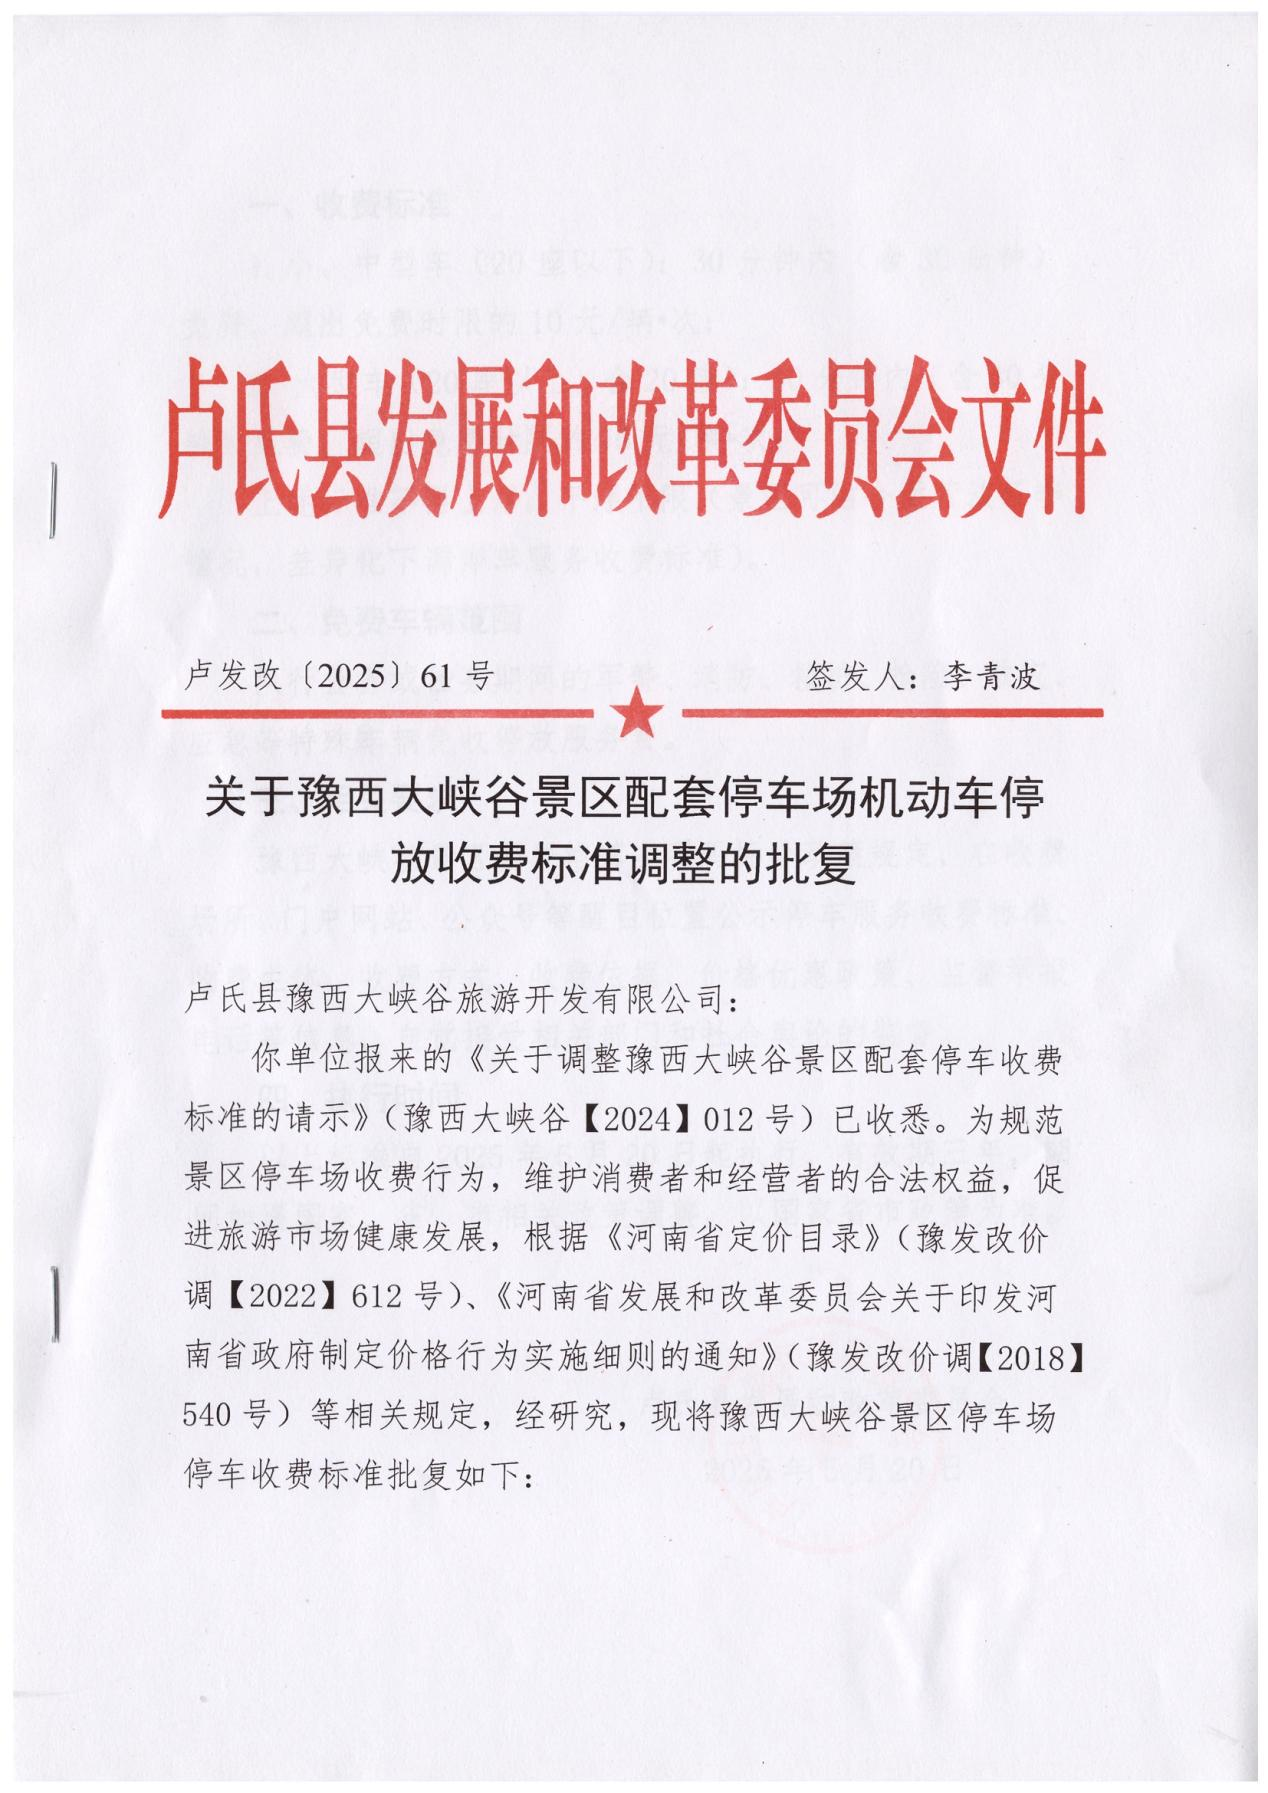 卢氏县发展和改革委员会文件
卢发改〔2025〕61号 签发人：李青波
关于豫西大峡谷景区配套停车场机动车停
放收费标准调整的批复
卢氏县豫西大峡谷旅游开发有限公司：
你单位报来的《关于调整豫西大峡谷景区配套停车收费
标准的请示》（豫西大峡谷【2024】012号）已收悉。为规范
景区停车场收费行为，维护消费者和经营者的合法权益，促
进旅游市场健康发展，根据《河南省定价目录》（豫发改价
调【2022】612号）、《河南省发展和改革委员会关于印发河
南省政府制定价格行为实施细则的通知》（豫发改价调【2018】
540号）等相关规定，经研究，现将豫西大峡谷景区停车场
停车收费标准批复如下：